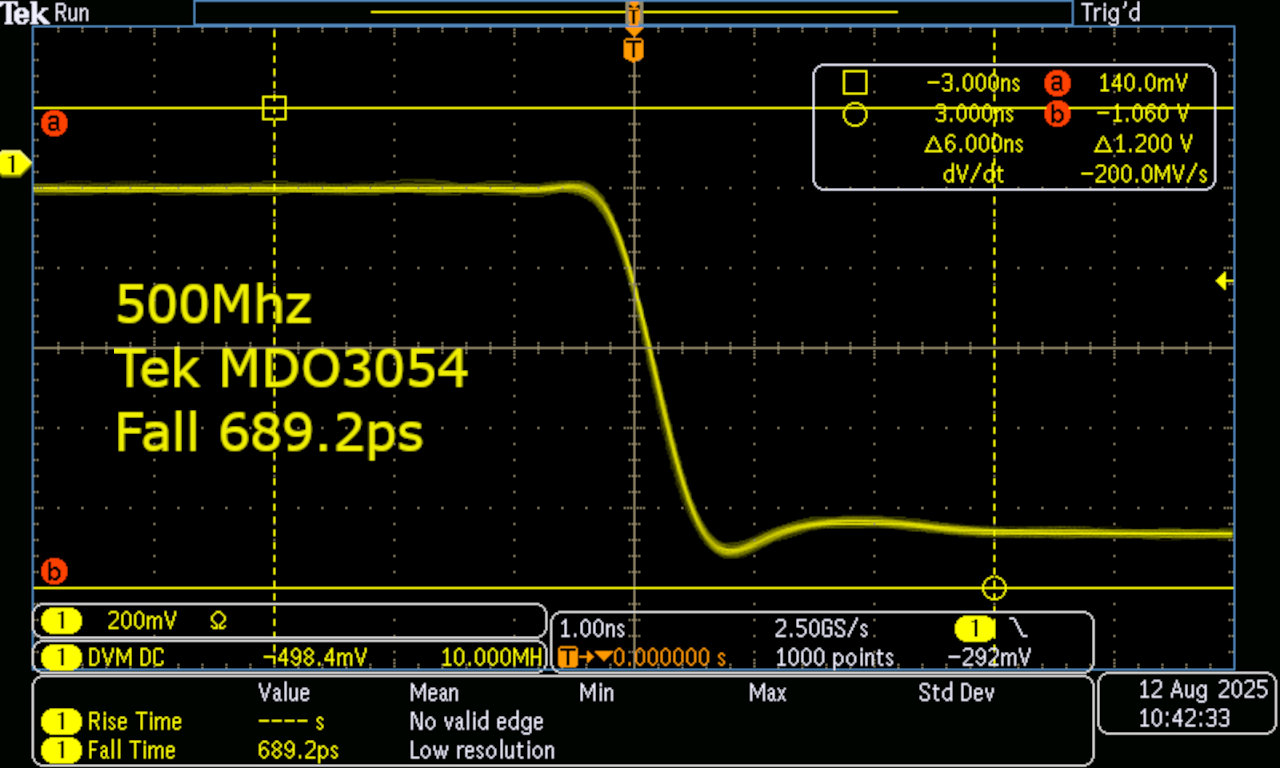 Tek Run
Trig'd
T
T
□ -3.000ns a 140.0mV
○ 3.000ns b -1.060 V
Δ6.000ns Δ1.200 V
dV/dt -200.0MV/s
a
1
500Mhz
Tek MDO3054
Fall 689.2ps
b
1 200mV Ω
1 DVM DC -498.4mV 10.000MH
1.00ns 2.50GS/s 1
T→▼0.000000 s 1000 points -292mV
Value Mean Min Max Std Dev
1 Rise Time ---- s No valid edge
1 Fall Time 689.2ps Low resolution
12 Aug 2025
10:42:33